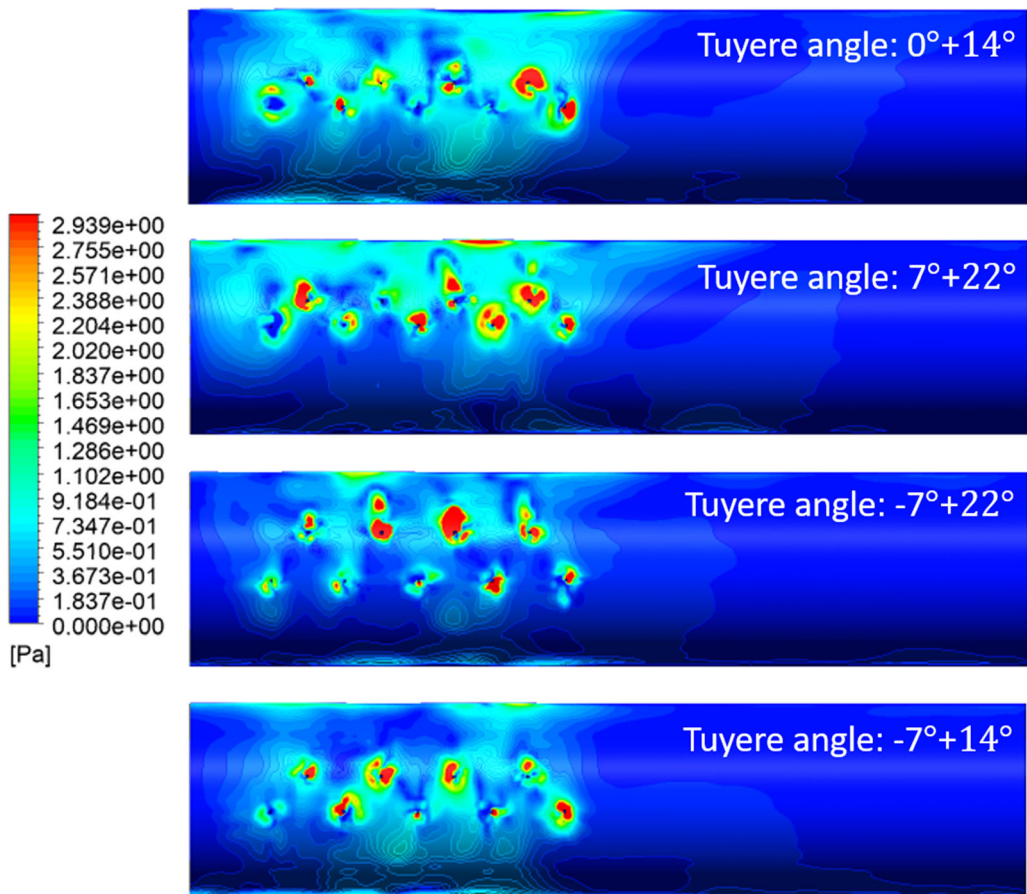 Tuyere angle: 0°+14°
2.939e+00
2.755e+00
2.571e+00
2.388e+00
2.204e+00
2.020e+00
1.837e+00
1.653e+00
1.469e+00
1.286e+00
1.102e+00
9.184e-01
7.347e-01
5.510e-01
3.673e-01
1.837e-01
0.000e+00
[Pa]
Tuyere angle: 7°+22°
Tuyere angle: -7°+22°
Tuyere angle: -7°+14°